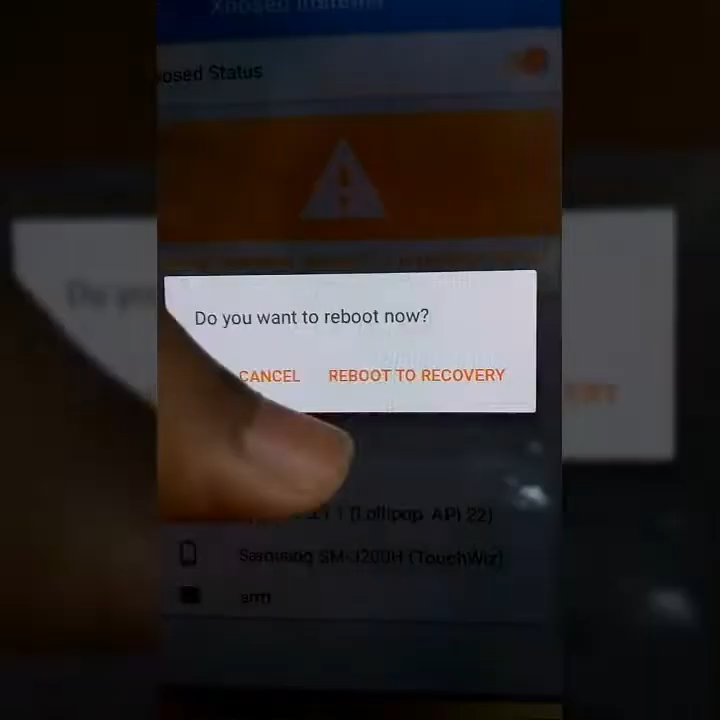 Xposed Installer
osed Status
Do you want to reboot now?
CANCEL REBOOT TO RECOVERY
1 (Lollipop, API 22)
Samsung SM-J200H (TouchWiz)
arm